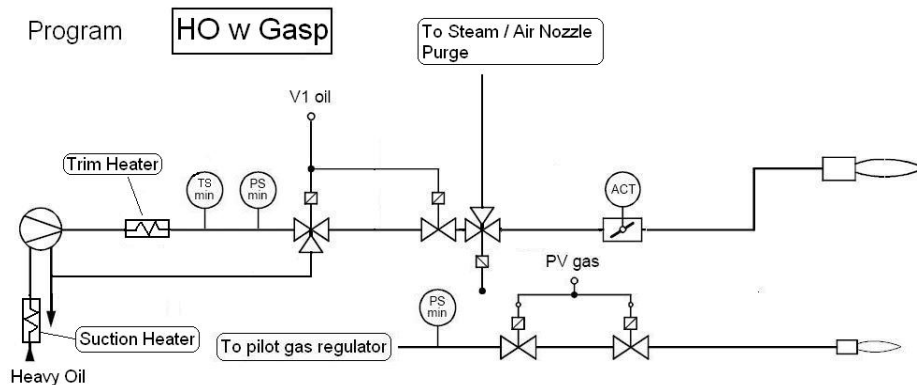 Program
HO w Gasp
To Steam / Air Nozzle
Purge
V1 oil
Trim Heater
TS
min
PS
min
ACT
PV gas
PS
min
Suction Heater
To pilot gas regulator
Heavy Oil